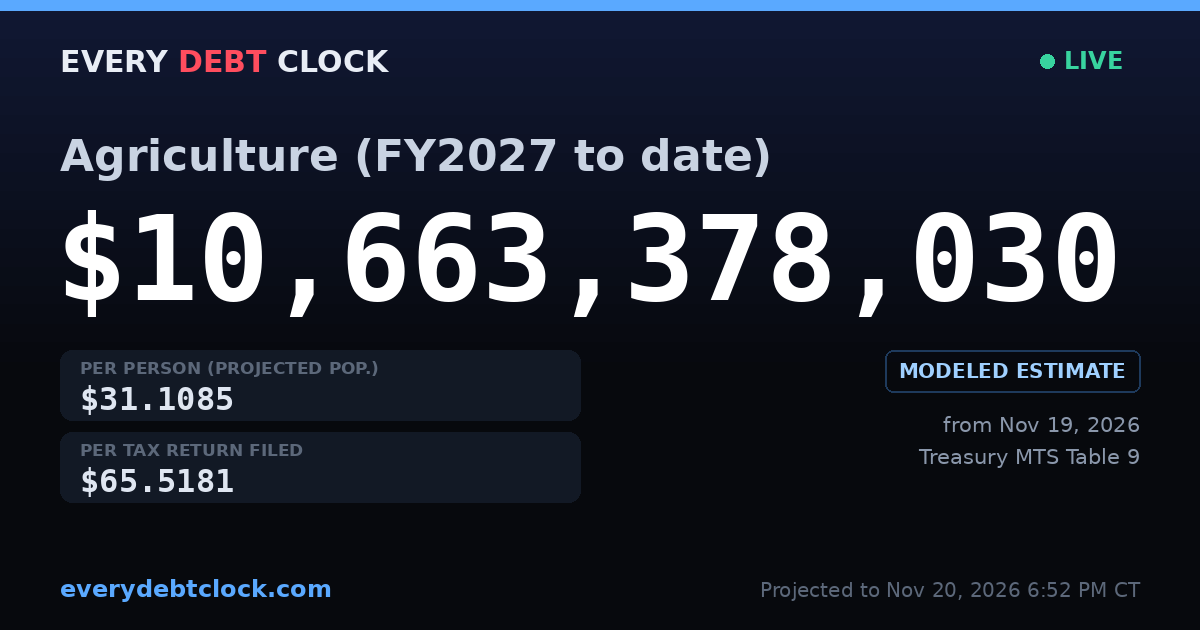 EVERY DEBT CLOCK
LIVE
Agriculture (FY2027 to date)
$10,663,378,030
PER PERSON (PROJECTED POP.)
$31.1085
PER TAX RETURN FILED
$65.5181
MODELED ESTIMATE
from Nov 19, 2026
Treasury MTS Table 9
everydebtclock.com
Projected to Nov 20, 2026 6:52 PM CT